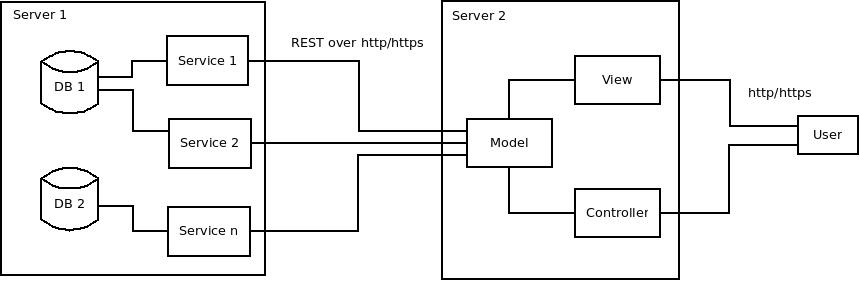 Server 1
DB 1
Service 1
Service 2
DB 2
Service n
REST over http/https
Server 2
Model
View
Controller
http/https
User